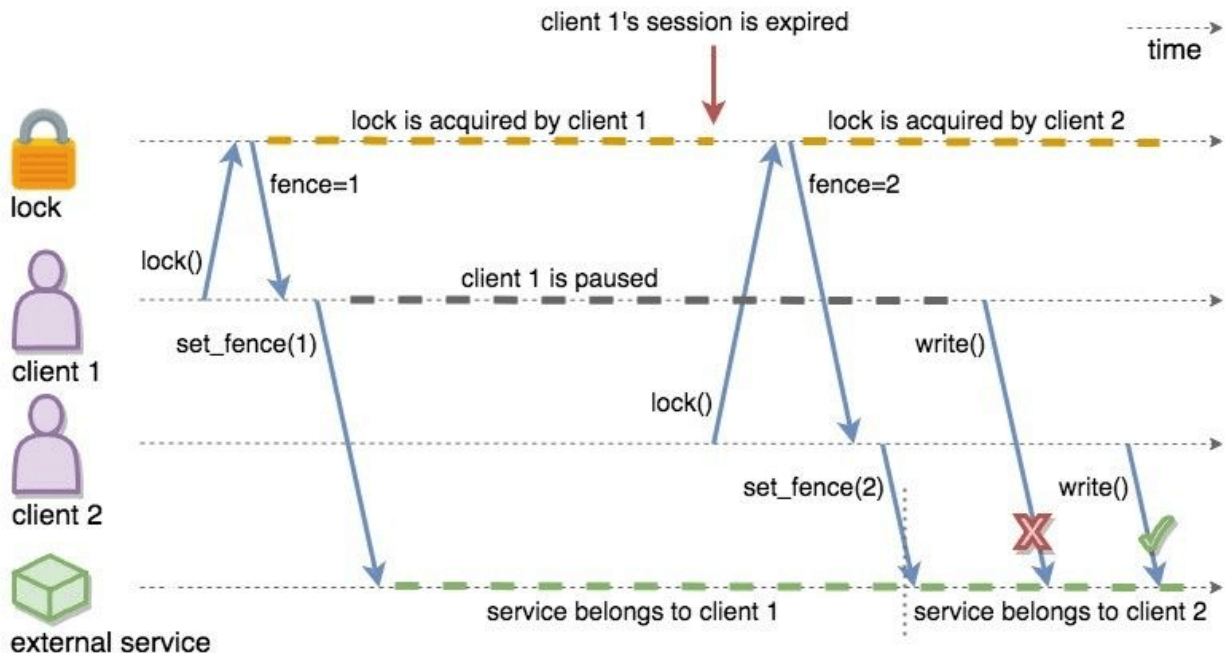 client 1's session is expired
time
lock is acquired by client 1
lock is acquired by client 2
fence=1
fence=2
lock
lock()
client 1 is paused
set_fence(1)
write()
client 1
lock()
set_fence(2)
write()
client 2
service belongs to client 1
service belongs to client 2
external service